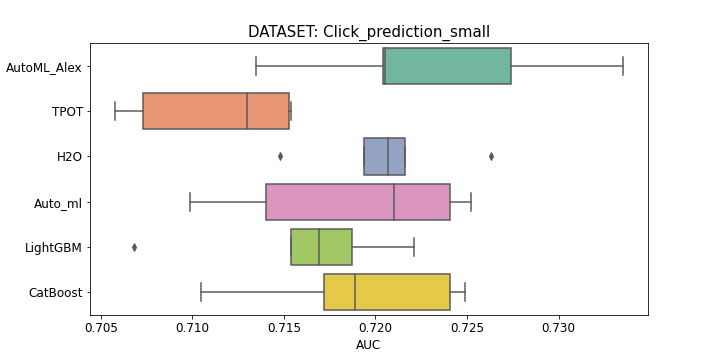 DATASET: Click_prediction_small
AutoML_Alex
TPOT
H2O
Auto_ml
LightGBM
CatBoost
0.705 0.710 0.715 0.720 0.725 0.730
AUC